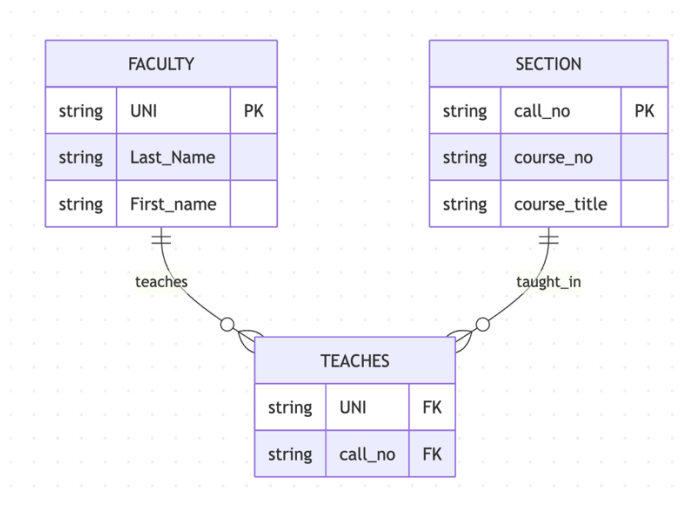 FACULTY
string UNI PK
string Last_Name
string First_name
SECTION
string call_no PK
string course_no
string course_title
teaches
taught_in
TEACHES
string UNI FK
string call_no FK